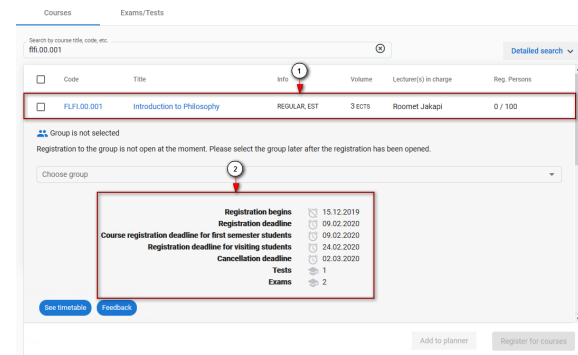 Courses Exams/Tests
Search by course title, code, etc.
flfi.00.001
Detailed search
1
Code Title Info Volume Lecturer(s) in charge Reg. Persons
FLFI.00.001 Introduction to Philosophy REGULAR, EST 3 ECTS Roomet Jakapi 0 / 100
Group is not selected
Registration to the group is not open at the moment. Please select the group later after the registration has been opened.
Choose group
2
Registration begins 15.12.2019
Registration deadline 09.02.2020
Course registration deadline for first semester students 09.02.2020
Registration deadline for visiting students 24.02.2020
Cancellation deadline 02.03.2020
Tests 1
Exams 2
See timetable Feedback
Add to planner Register for courses